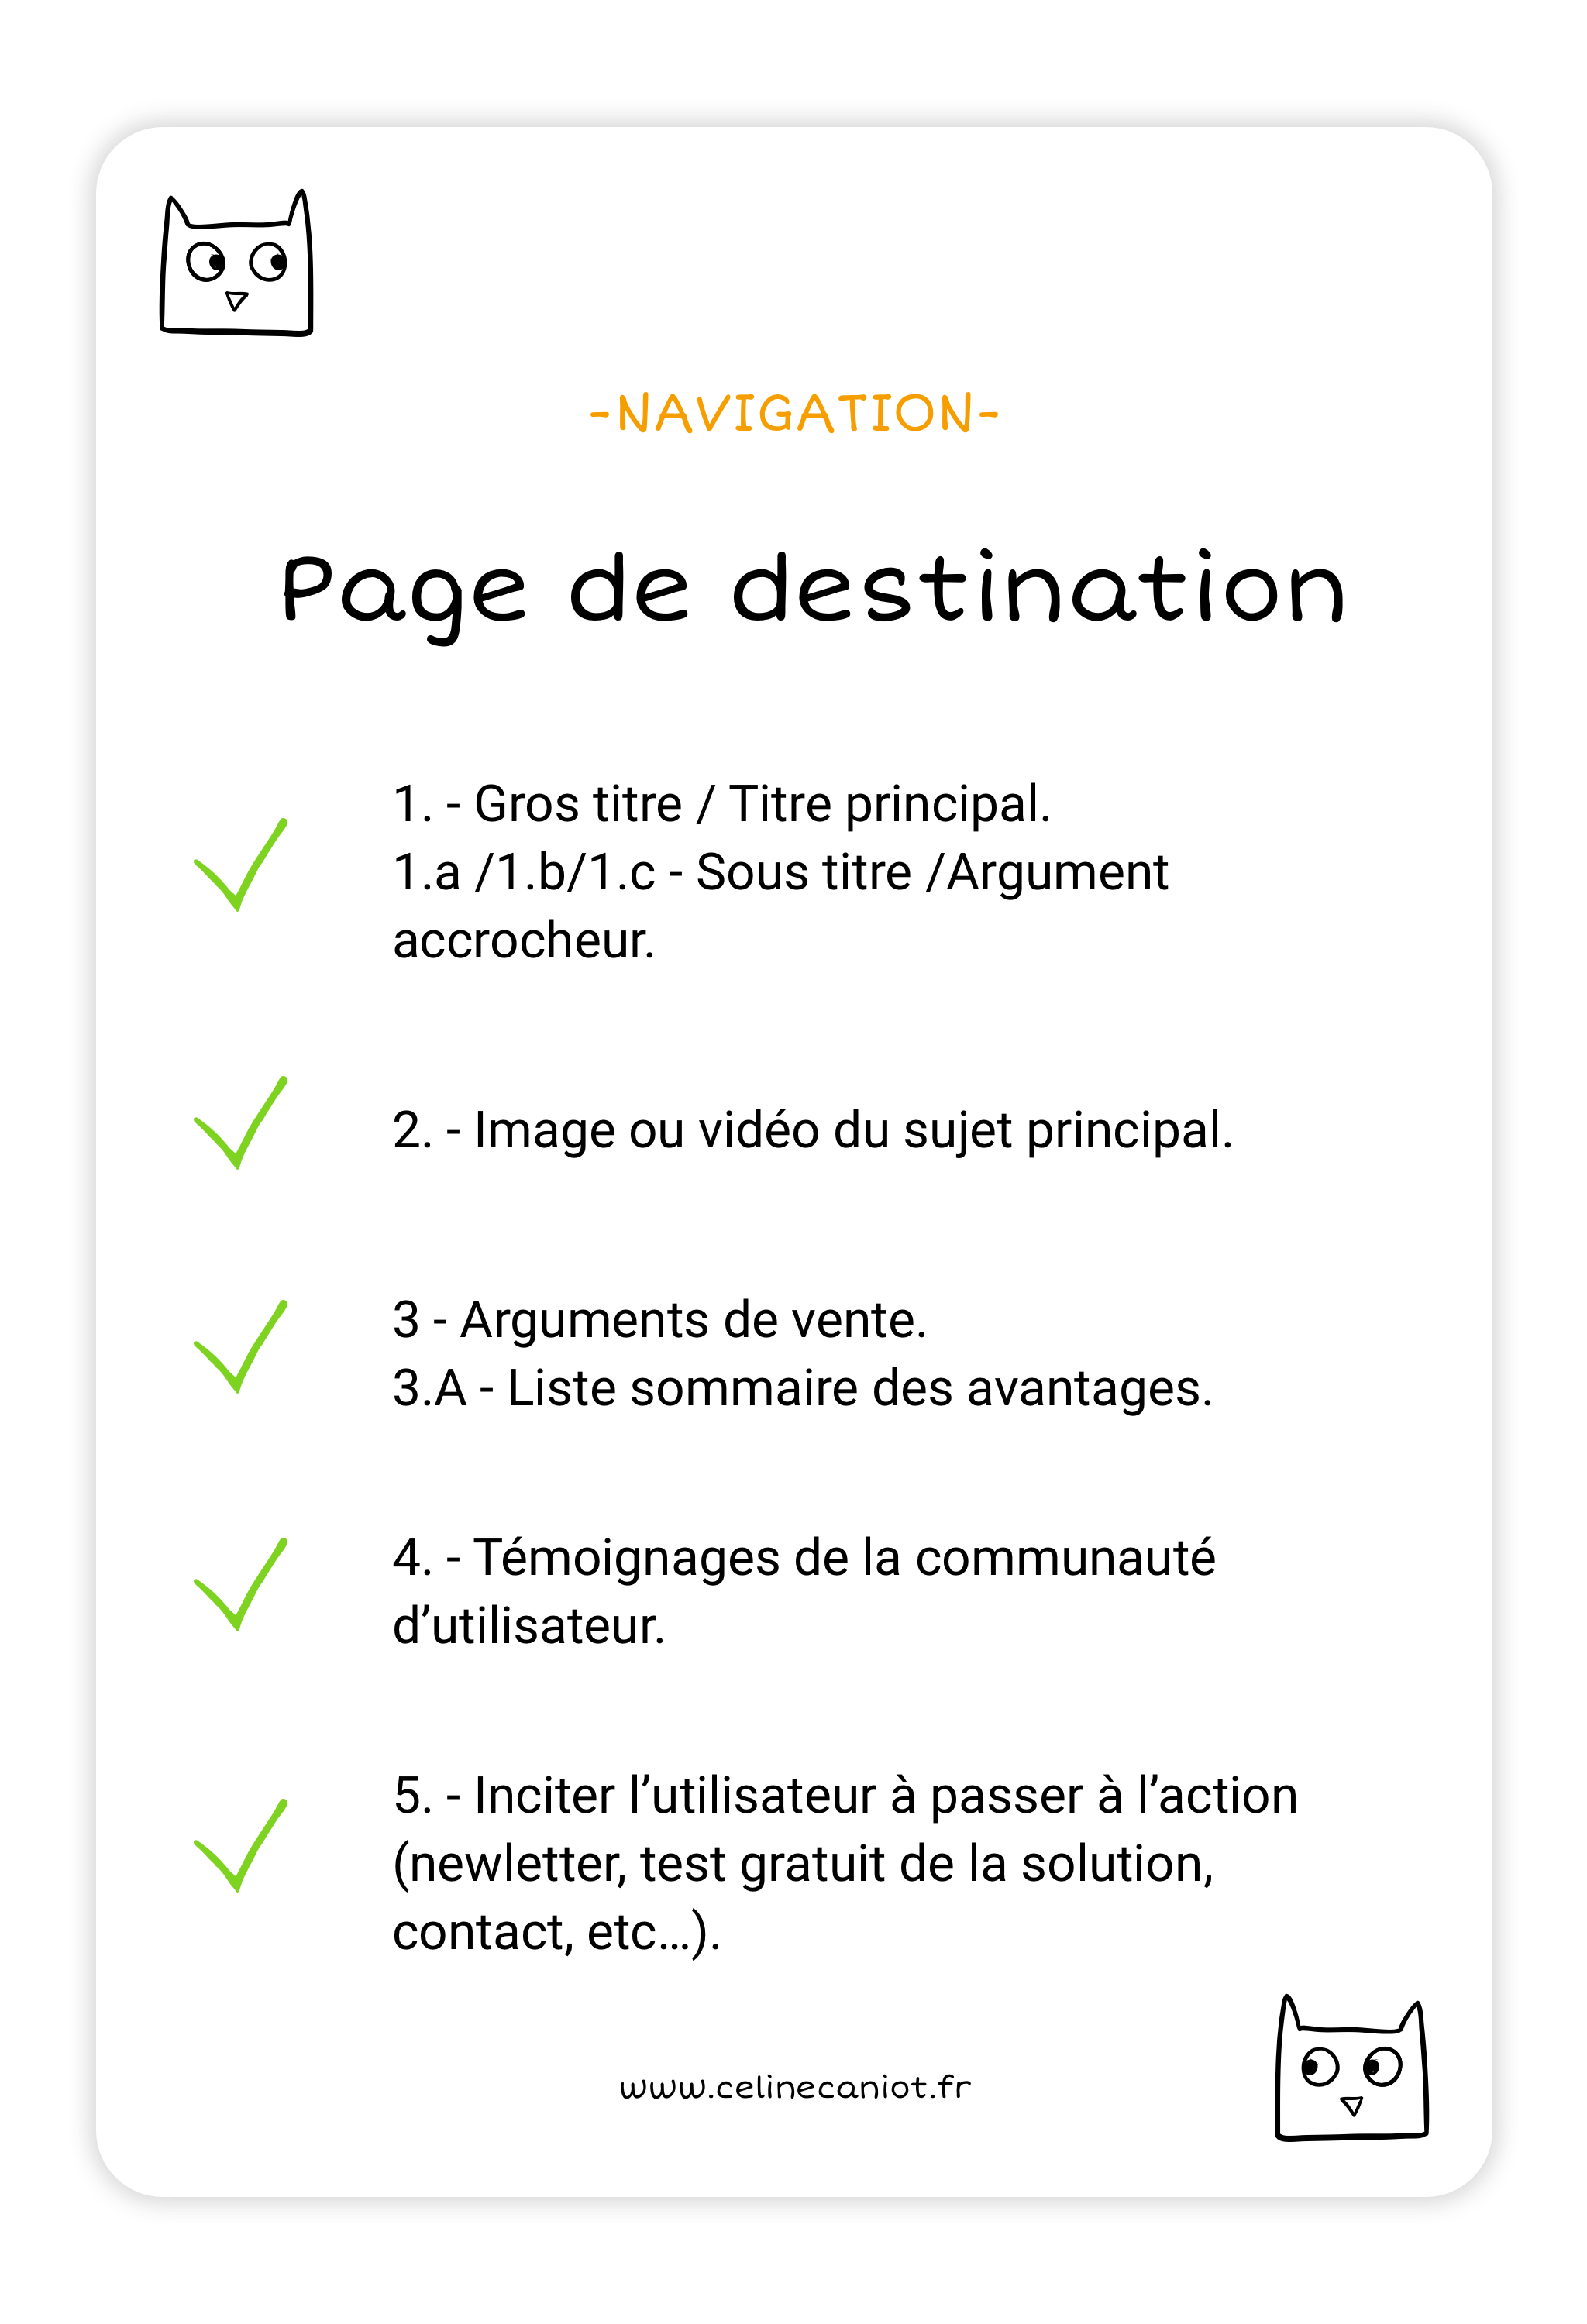 -NAVIGATION-
Page de destination
1. - Gros titre / Titre principal.
1.a /1.b/1.c - Sous titre /Argument
accrocheur.
2. - Image ou vidéo du sujet principal.
3 - Arguments de vente.
3.A - Liste sommaire des avantages.
4. - Témoignages de la communauté
d’utilisateur.
5. - Inciter l’utilisateur à passer à l’action
(newletter, test gratuit de la solution,
contact, etc…).
www.celinecaniot.fr